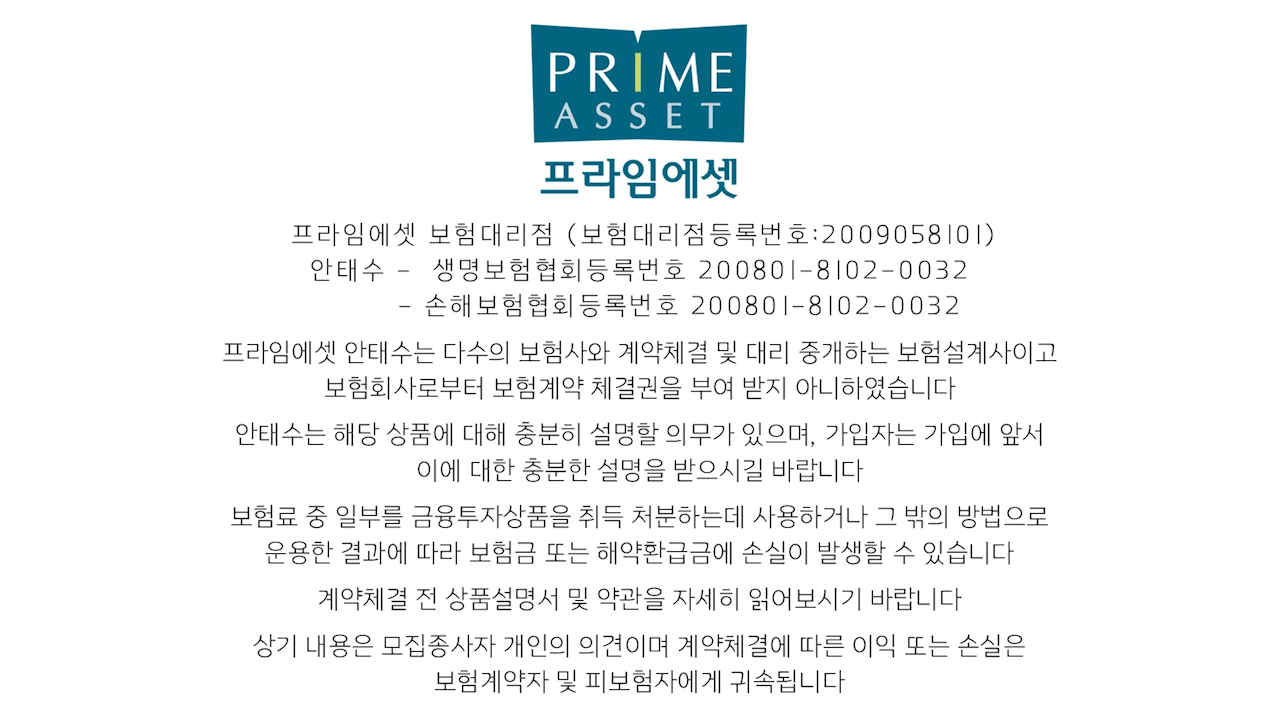 PRIME
ASSET
프라임에셋
프라임에셋 보험대리점 (보험대리점등록번호:2009058101)
안태수 - 생명보험협회등록번호 200801-8102-0032
- 손해보험협회등록번호 200801-8102-0032
프라임에셋 안태수는 다수의 보험사와 계약체결 및 대리 중개하는 보험설계사이고
보험회사로부터 보험계약 체결권을 부여 받지 아니하였습니다
안태수는 해당 상품에 대해 충분히 설명할 의무가 있으며, 가입자는 가입에 앞서
이에 대한 충분한 설명을 받으시길 바랍니다
보험료 중 일부를 금융투자상품을 취득 처분하는데 사용하거나 그 밖의 방법으로
운용한 결과에 따라 보험금 또는 해약환급금에 손실이 발생할 수 있습니다
계약체결 전 상품설명서 및 약관을 자세히 읽어보시기 바랍니다
상기 내용은 모집종사자 개인의 의견이며 계약체결에 따른 이익 또는 손실은
보험계약자 및 피보험자에게 귀속됩니다